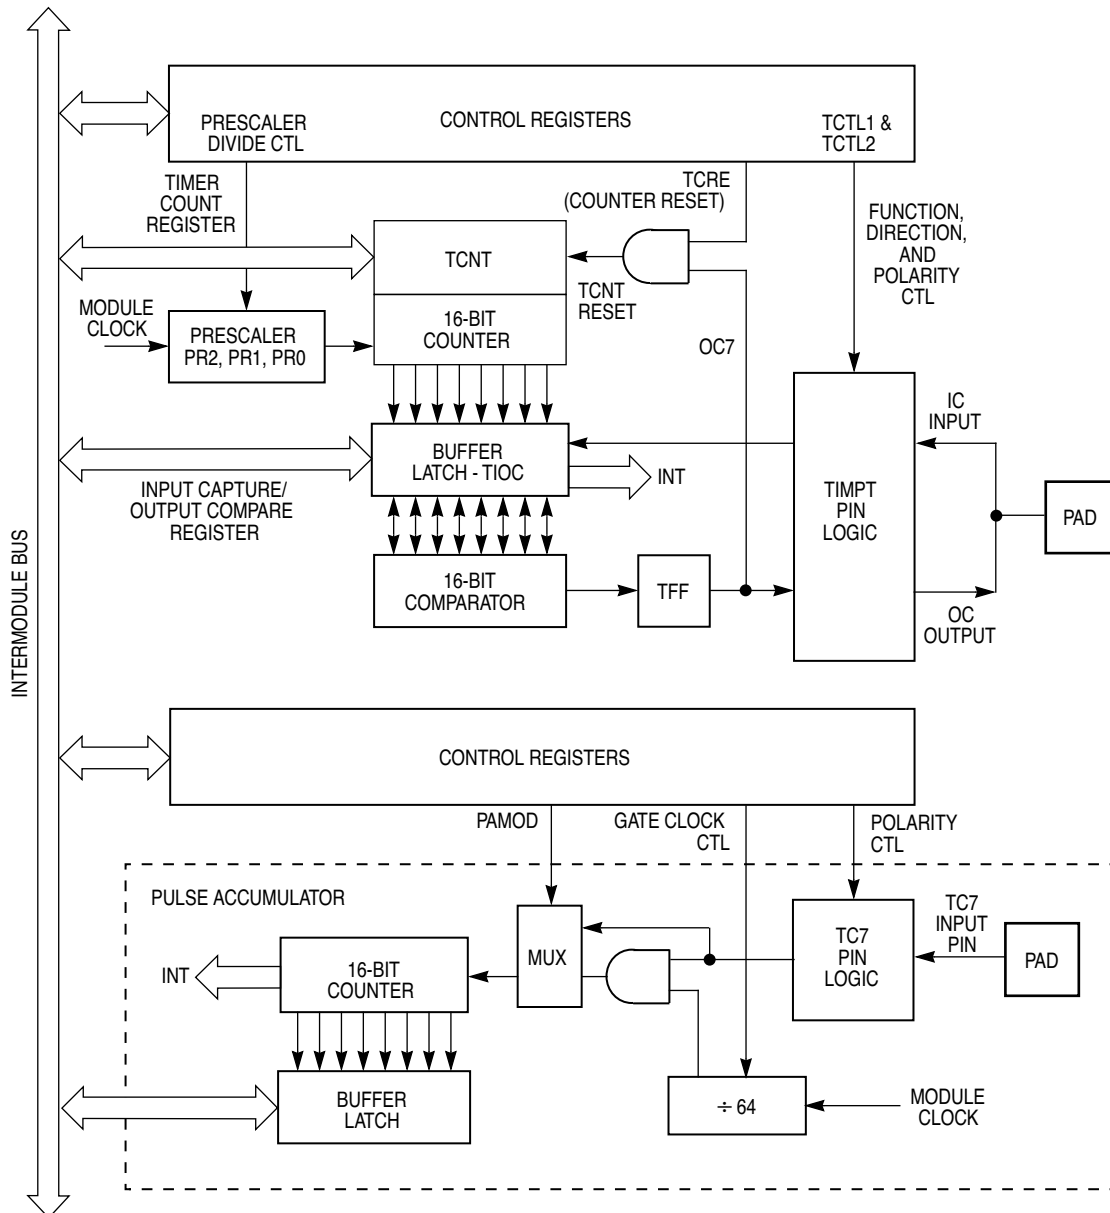 INTERMODULE BUS
PRESCALER
DIVIDE CTL
CONTROL REGISTERS
TCTL1 &
TCTL2
TIMER
COUNT
REGISTER
TCRE
(COUNTER RESET)
FUNCTION,
DIRECTION,
AND
POLARITY
CTL
TCNT
TCNT
RESET
MODULE
CLOCK
PRESCALER
PR2, PR1, PR0
16-BIT
COUNTER
OC7
IC
INPUT
BUFFER
LATCH - TIOC
INT
INPUT CAPTURE/
OUTPUT COMPARE
REGISTER
TIMPT
PIN
LOGIC
PAD
16-BIT
COMPARATOR
TFF
OC
OUTPUT
CONTROL REGISTERS
PAMOD
GATE CLOCK
CTL
POLARITY
CTL
PULSE ACCUMULATOR
MUX
TC7
PIN
LOGIC
TC7
INPUT
PIN
PAD
INT
16-BIT
COUNTER
BUFFER
LATCH
÷ 64
MODULE
CLOCK